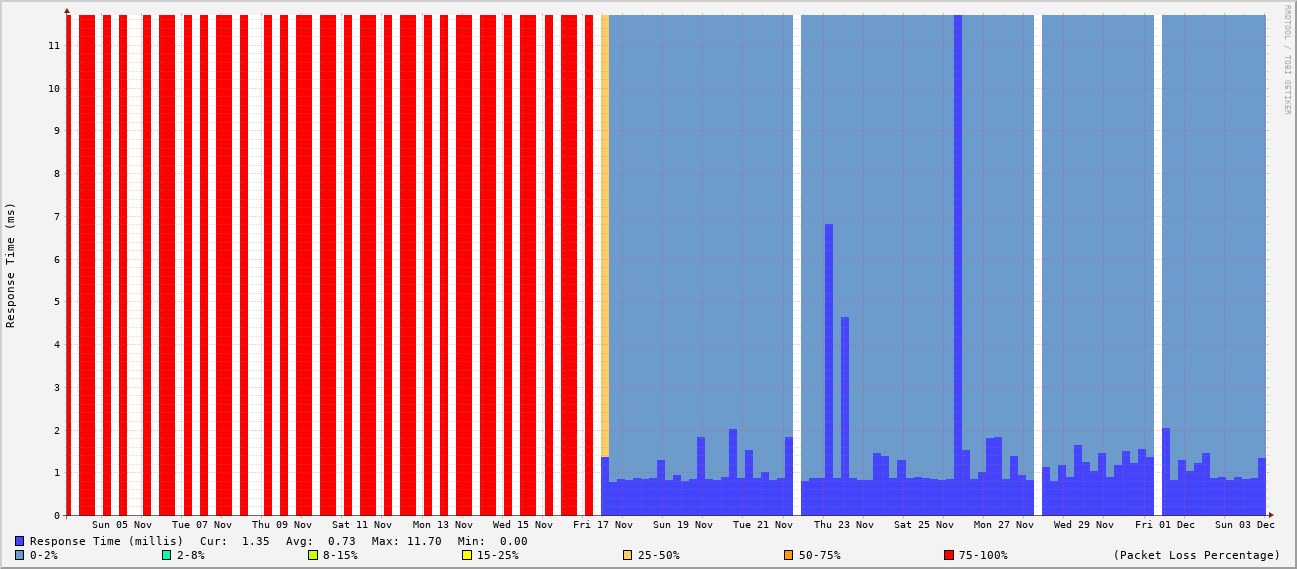 RRDTOOL / TOBI OETIKER
Response Time (ms)
11
10
9
8
7
6
5
4
3
2
1
0
Sun 05 Nov Tue 07 Nov Thu 09 Nov Sat 11 Nov Mon 13 Nov Wed 15 Nov Fri 17 Nov Sun 19 Nov Tue 21 Nov Thu 23 Nov Sat 25 Nov Mon 27 Nov Wed 29 Nov Fri 01 Dec Sun 03 Dec
Response Time (millis) Cur: 1.35 Avg: 0.73 Max: 11.70 Min: 0.00
0-2% 2-8% 8-15% 15-25% 25-50% 50-75% 75-100% (Packet Loss Percentage)